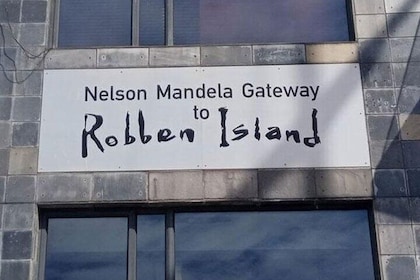 Nelson Mandela Gateway
to
Robben Island